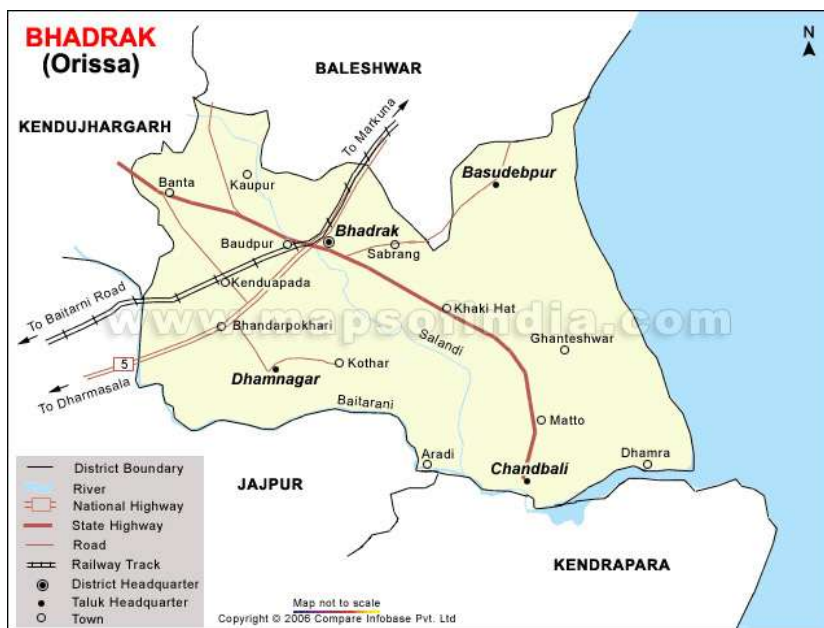 BHADRAK
(Orissa)
N
BALESHWAR
KENDUJHARGARH
To Markuna
Banta
Kaupur
Basudebpur
Bhadrak
Baudpur
Sabrang
Kenduapada
To Baitarni Road
Khaki Hat
www.mapsofindia.com
Bhandarpokhari
Salandi
Ghanteshwar
5
Kothar
To Dharmasala
Dhamnagar
Baitarani
Matto
Aradi
Dhamra
Chandbali
JAJPUR
KENDRAPARA
District Boundary
River
National Highway
State Highway
Road
Railway Track
District Headquarter
Taluk Headquarter
Town
Map not to scale
Copyright © 2006 Compare Infobase Pvt. Ltd